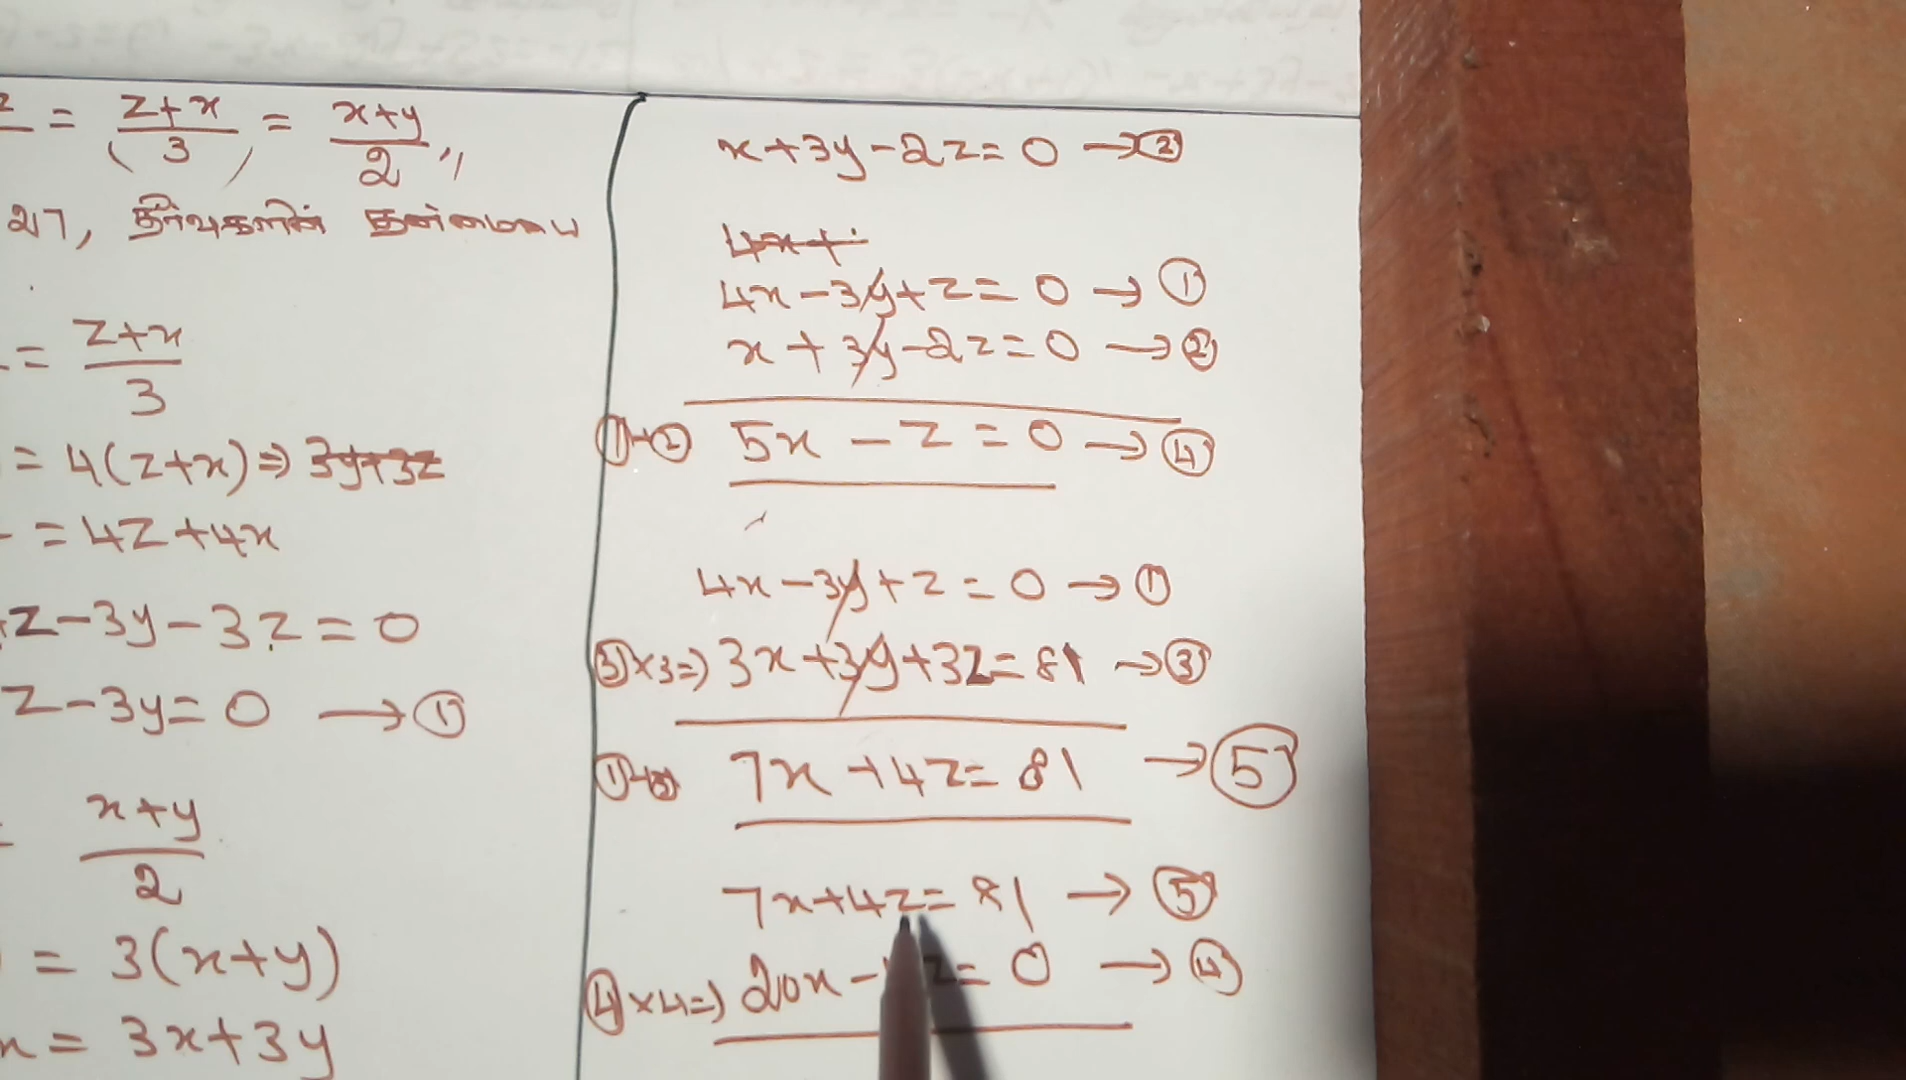 = z+x/3 = x+y/2 ,,
27, தீர்வுகளின் தன்மையை
= z+x/3
= 4(z+x) ⇒ 3y+3z
= 4z+4x
z-3y-3z=0
z-3y=0 → ①
x+y/2
= 3(x+y)
= 3x+3y
x+3y-2z=0 → ②
4x+
4x-3y+z=0 → ①
x+3y-2z=0 → ②
①+② 5x-z=0 → ④
4x-3y+z=0 → ①
③×3⇒) 3x+3y+3z=81 → ③
①+③ 7x+4z=81 → ⑤
7x+4z=81 → ⑤
④×4⇒) 20x- z=0 → ④